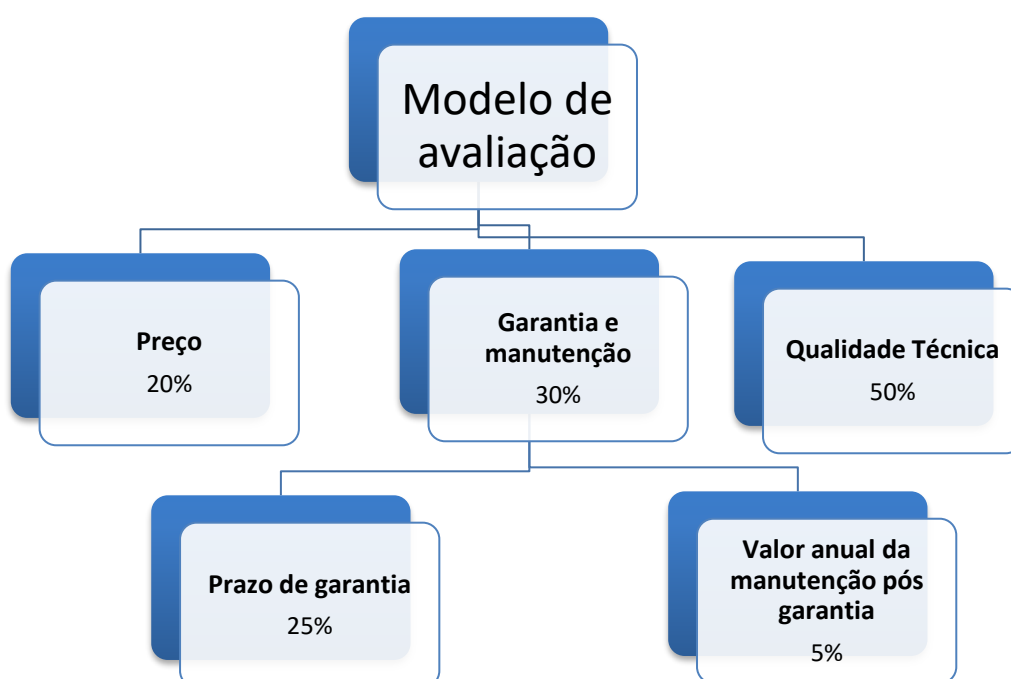 Modelo de
avaliação
Preço
20%
Garantia e
manutenção
30%
Qualidade Técnica
50%
Prazo de garantia
25%
Valor anual da
manutenção pós
garantia
5%